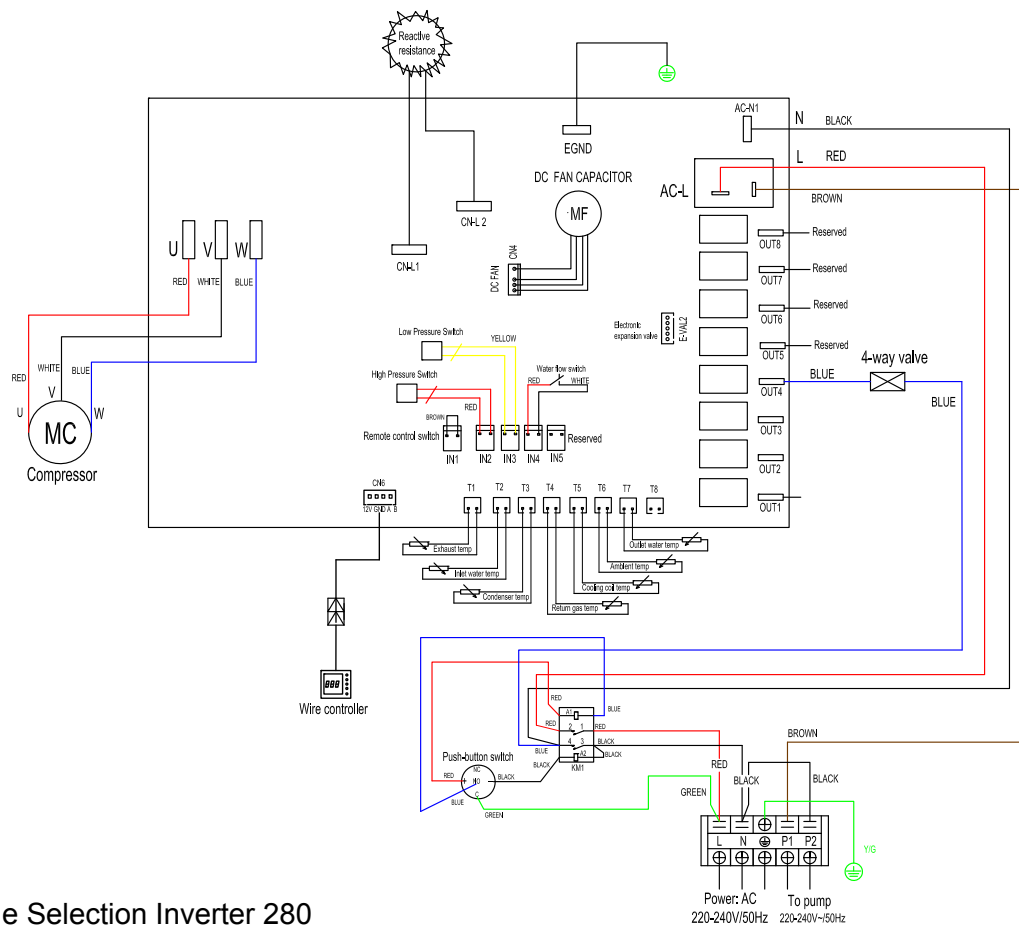 Reactive
resistance
AC-N1
N
BLACK
EGND
L
RED
DC FAN CAPACITOR
AC-L
BROWN
MF
CN-L 2
U
V
W
OUT8
Reserved
CN-L1
CN4
DC FAN
RED
WHITE
BLUE
OUT7
Reserved
OUT6
Reserved
Electronic
expansion valve
E-VAL2
Low Pressure Switch
YELLOW
OUT5
Reserved
4-way valve
WHITE
RED
BLUE
High Pressure Switch
Water flow switch
RED
WHITE
BLUE
OUT4
BLUE
V
U
W
RED
BROWN
MC
Remote control switch
Reserved
OUT3
IN1
IN2
IN3
IN4
IN5
OUT2
Compressor
CN6
T1
T2
T3
T4
T5
T6
T7
T8
12V GND A B
OUT1
Exhaust temp
Outlet water temp
Inlet water temp
Ambient temp
Condenser temp
Cooling coil temp
Return gas temp
888
Wire controller
RED
A1
BLUE
RED
2
1
RED
BLUE
4
3
BLACK
A2
BLACK
BROWN
Push-button switch
BLACK
KM1
NC
RED
NO
BLACK
RED
BLACK
BLACK
C
BLUE
GREEN
GREEN
L
N
P1
P2
Y/G
Power: AC
220-240V/50Hz
To pump
220-240V~/50Hz
e Selection Inverter 280